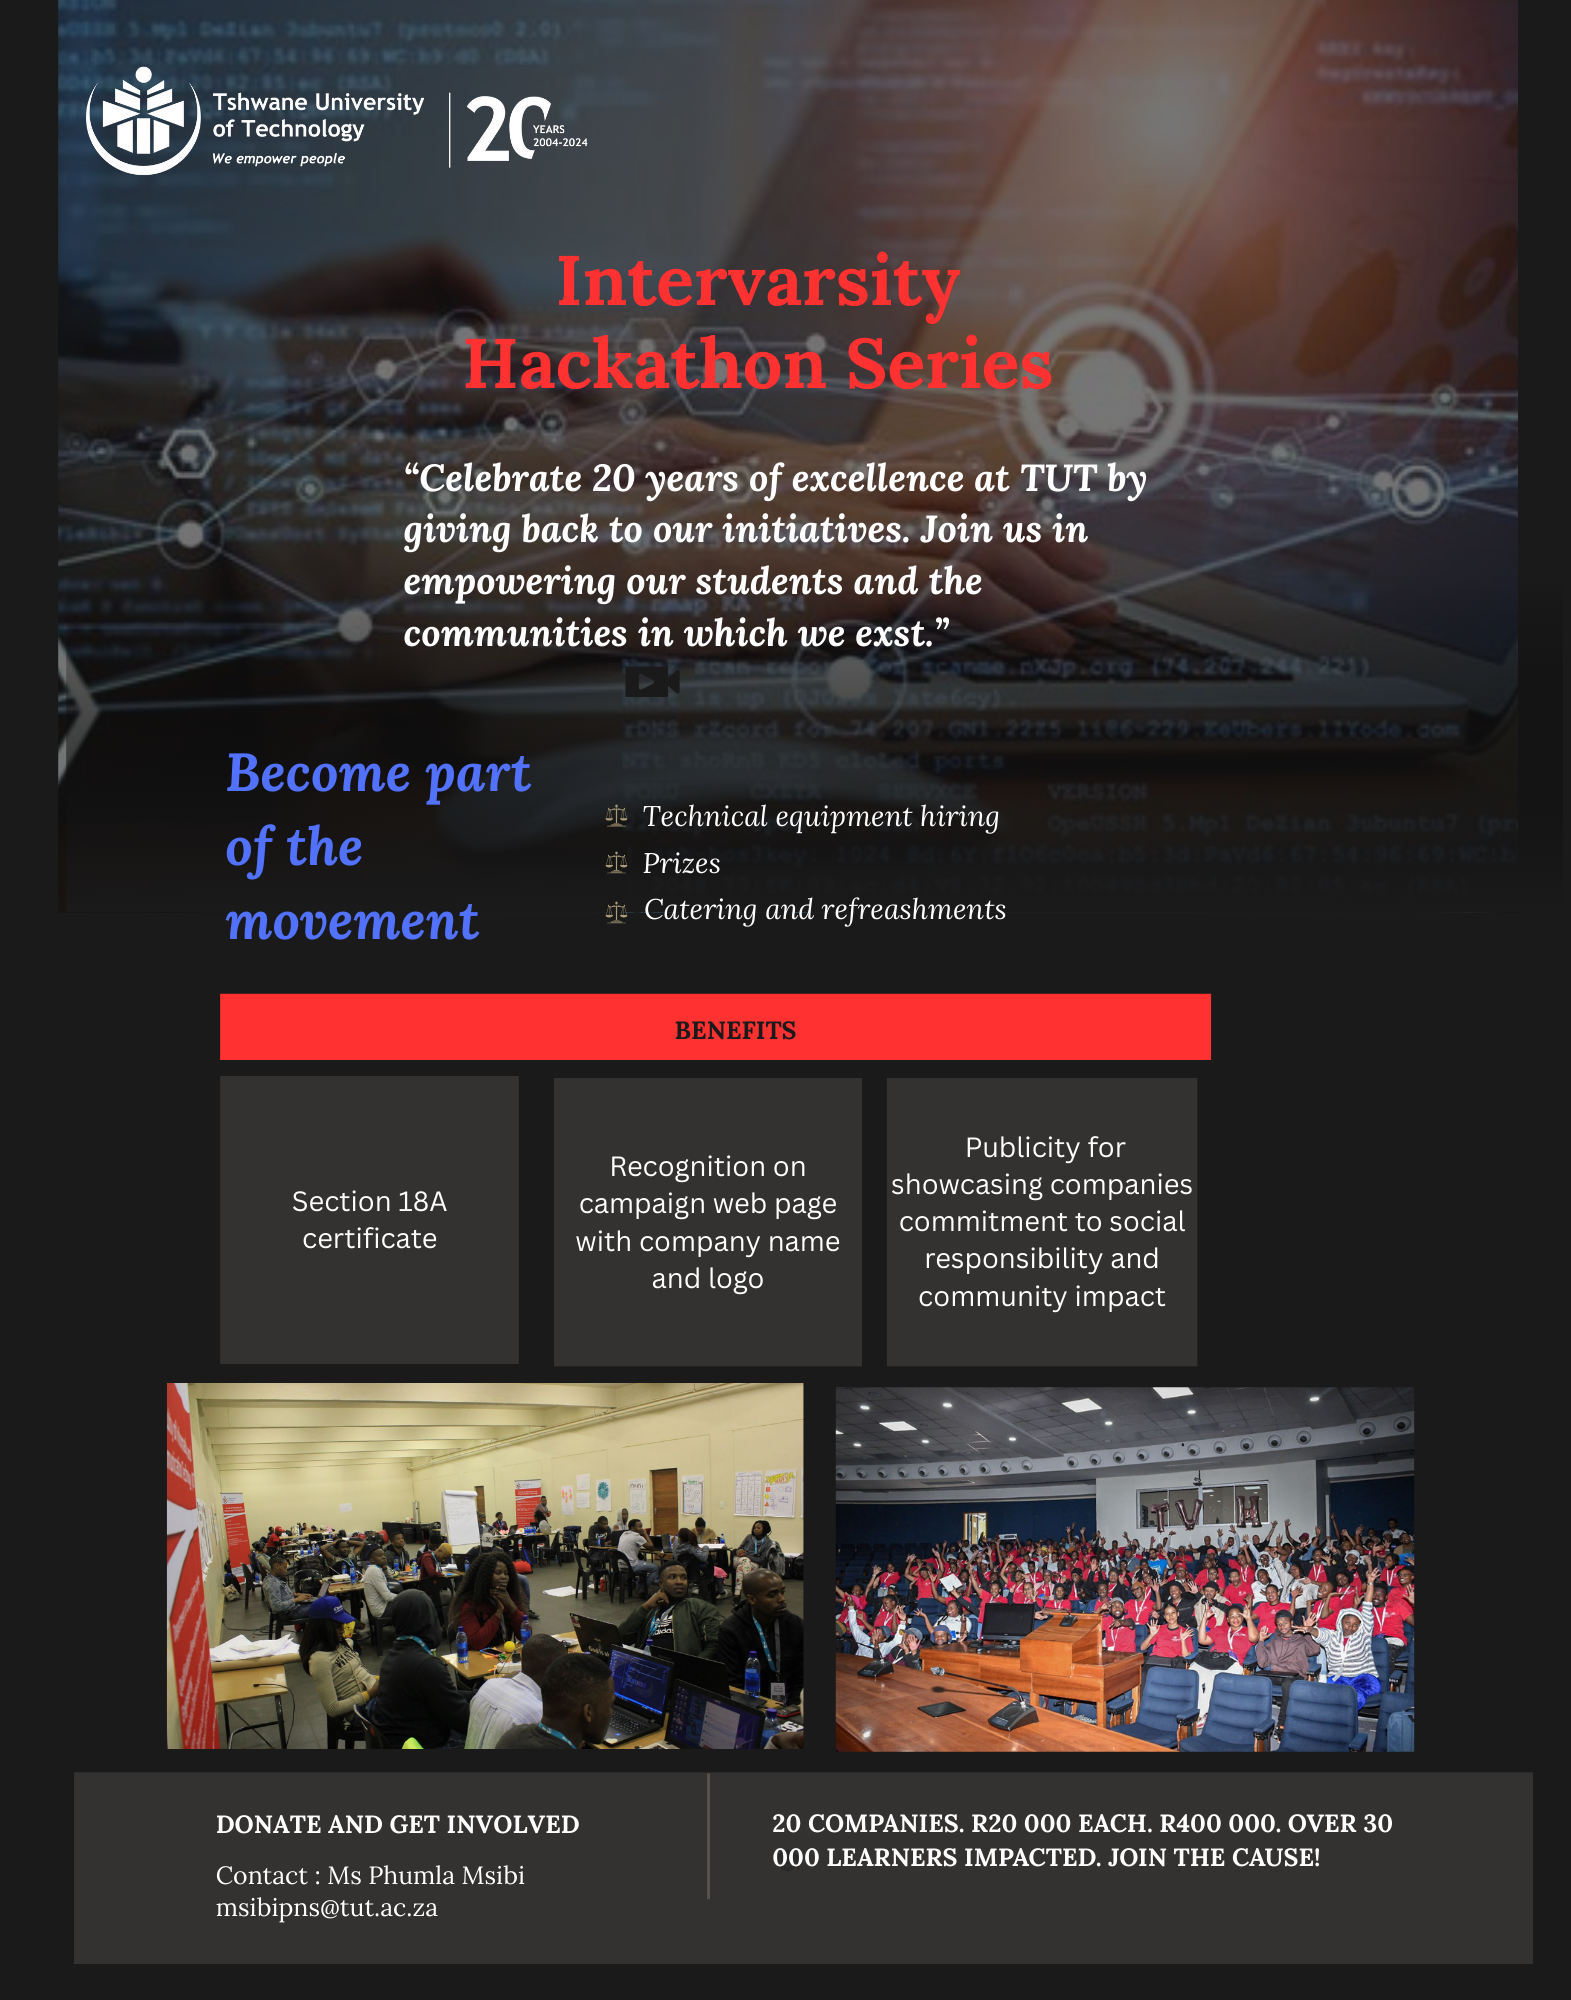 Tshwane University
of Technology
We empower people
20
YEARS
2004-2024
Intervarsity
Hackathon Series
“Celebrate 20 years of excellence at TUT by
giving back to our initiatives. Join us in
empowering our students and the
communities in which we exst.”
Become part
of the
movement
Technical equipment hiring
Prizes
Catering and refreashments
BENEFITS
Section 18A
certificate
Recognition on
campaign web page
with company name
and logo
Publicity for
showcasing companies
commitment to social
responsibility and
community impact
DONATE AND GET INVOLVED
Contact : Ms Phumla Msibi
msibipns@tut.ac.za
20 COMPANIES. R20 000 EACH. R400 000. OVER 30
000 LEARNERS IMPACTED. JOIN THE CAUSE!